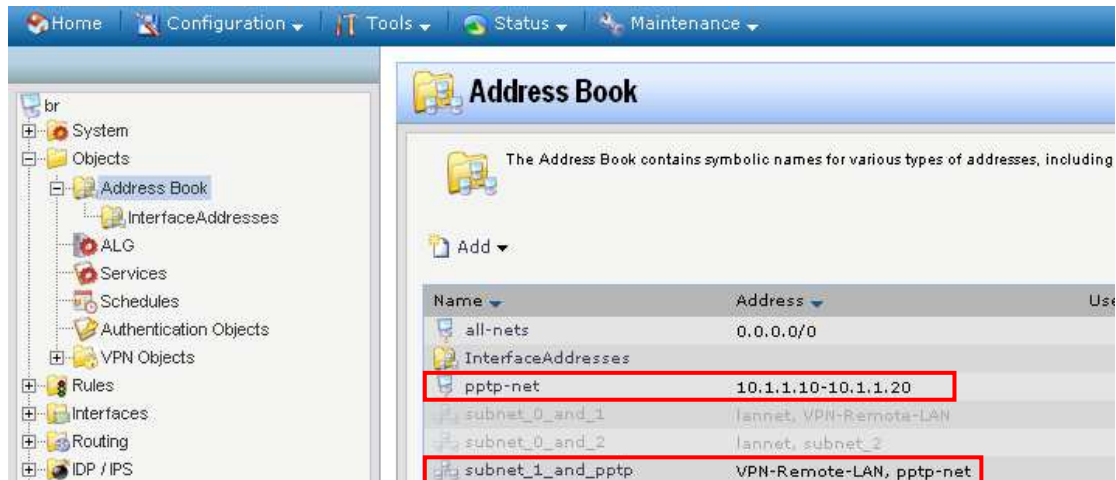 Home Configuration Tools Status Maintenance
br
System
Objects
Address Book
InterfaceAddresses
ALG
Services
Schedules
Authentication Objects
VPN Objects
Rules
Interfaces
Routing
IDP / IPS
Address Book
The Address Book contains symbolic names for various types of addresses, including
Add
Name Address Use
all-nets 0.0.0.0/0
InterfaceAddresses
pptp-net 10.1.1.10-10.1.1.20
subnet_0_and_1 lannet, VPN-Remote-LAN
subnet_0_and_2 lannet, subnet_2
subnet_1_and_pptp VPN-Remote-LAN, pptp-net